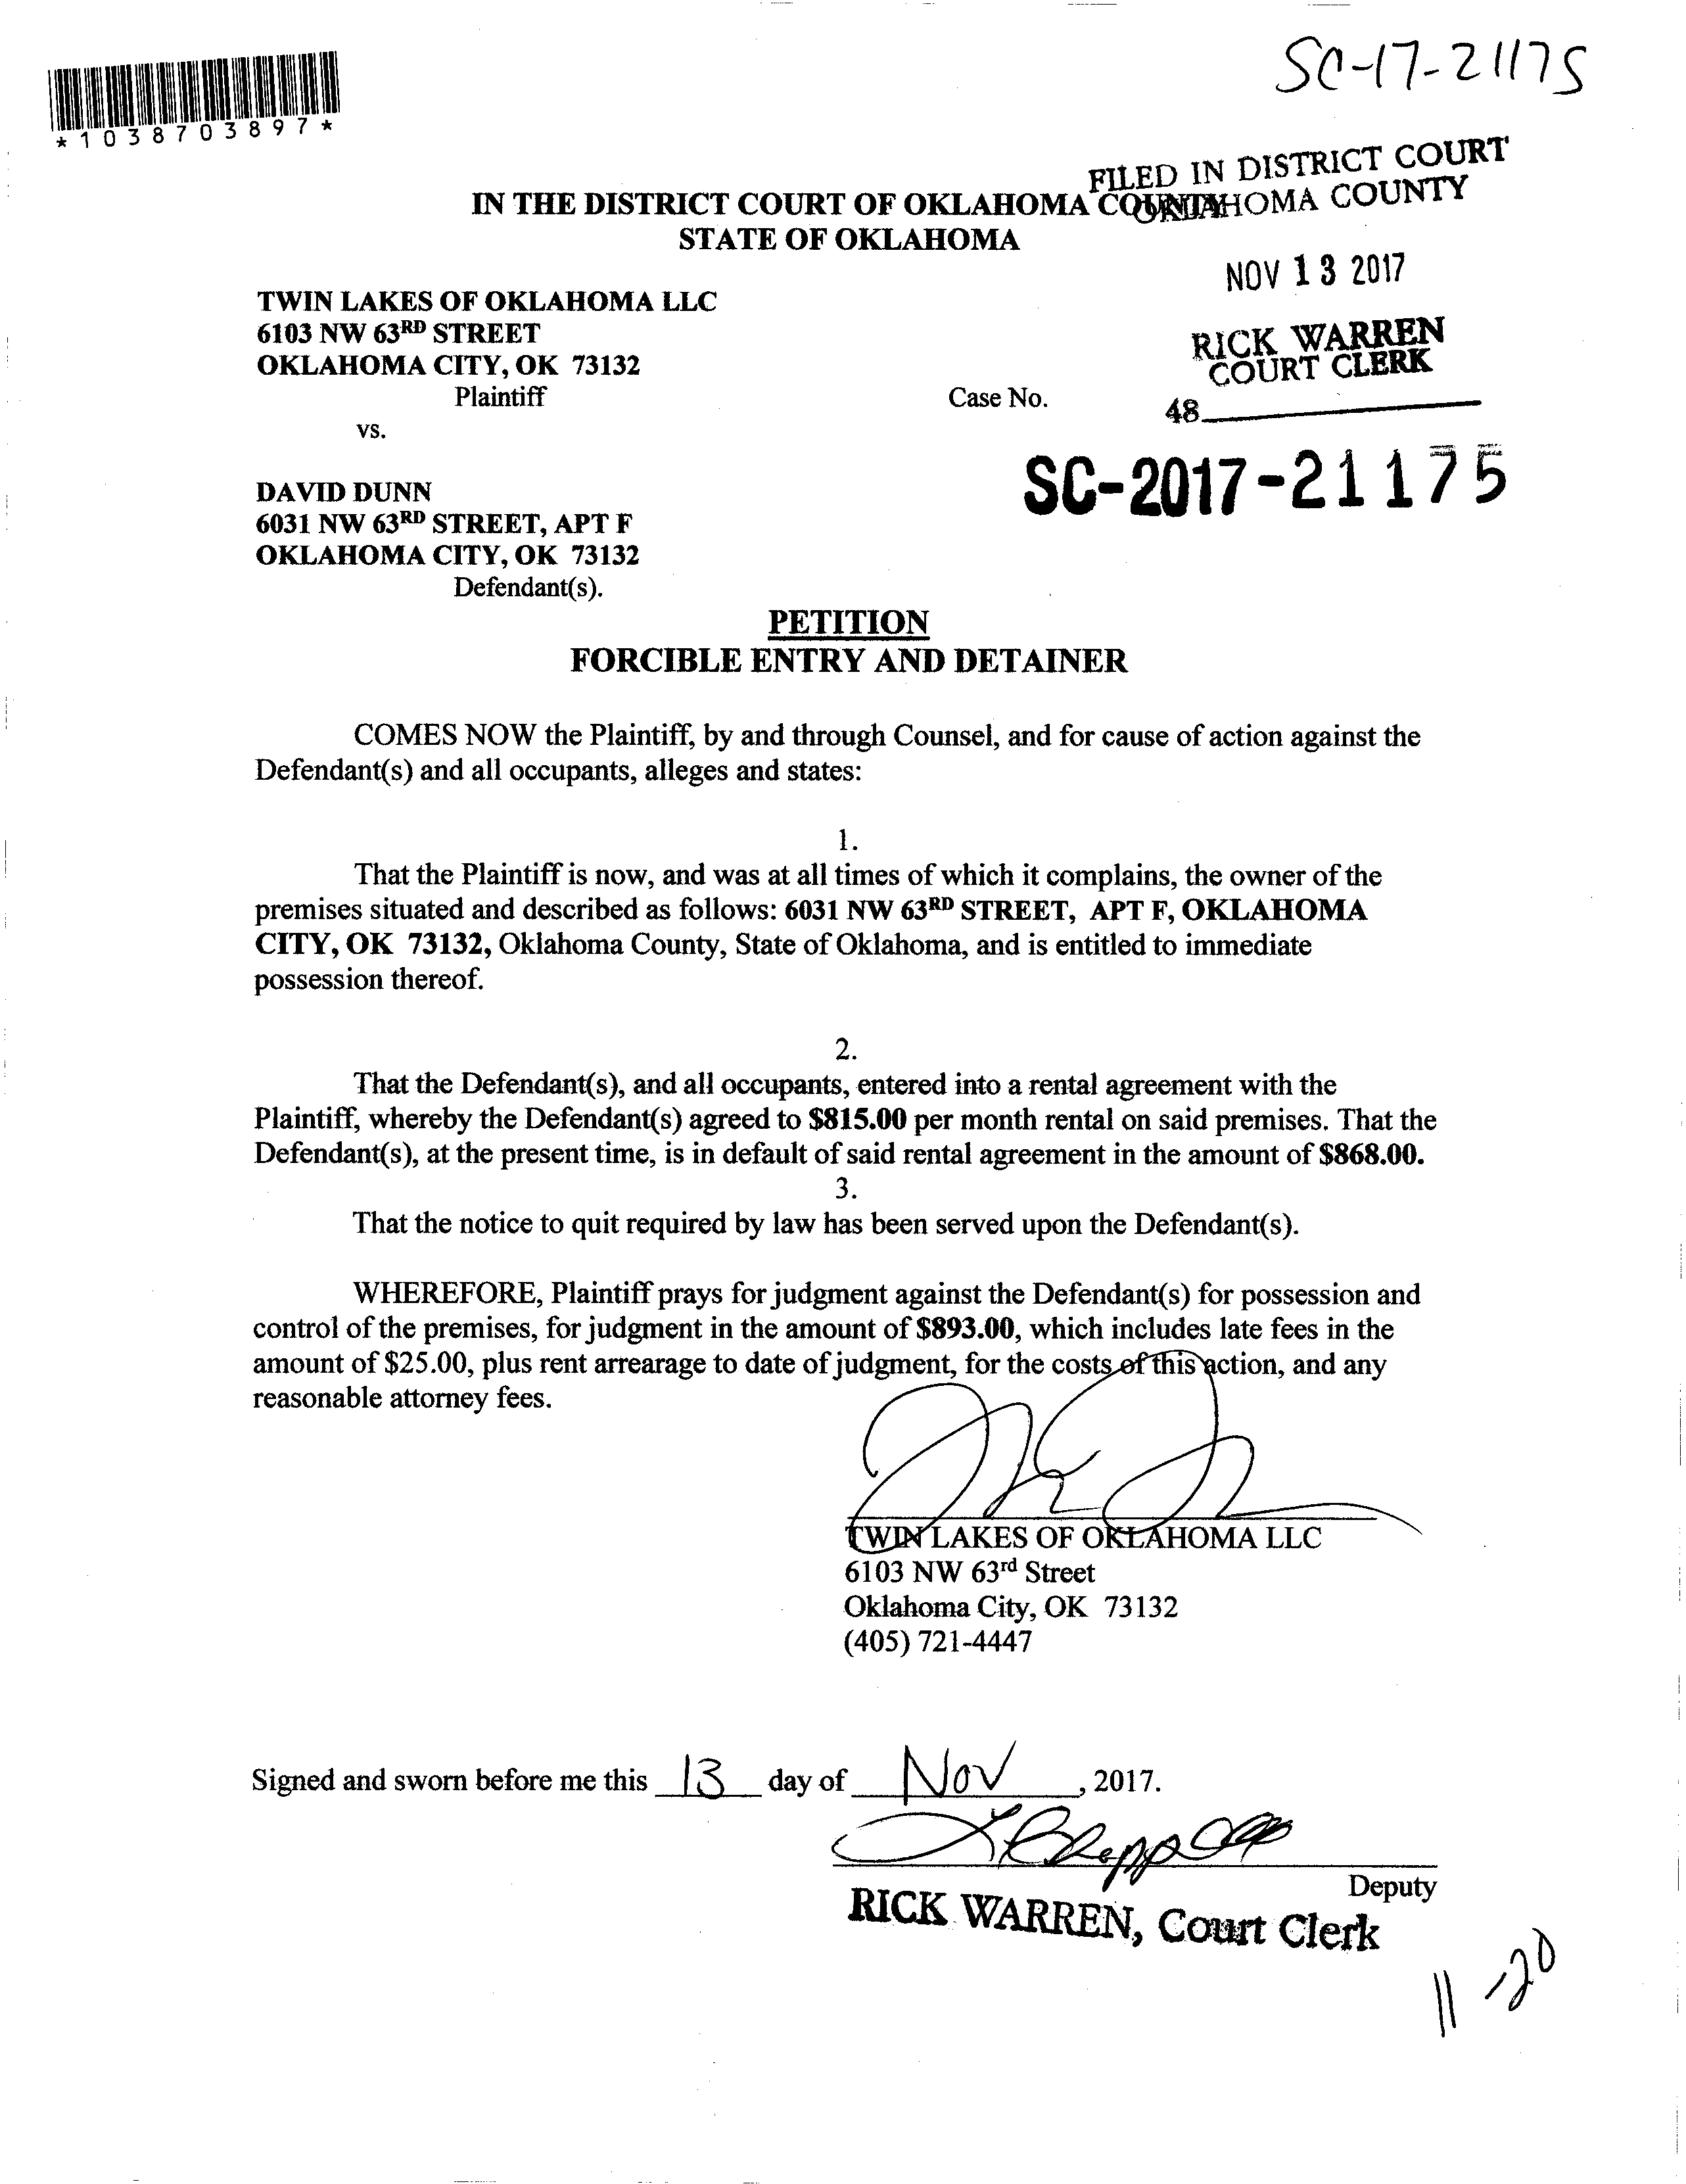 SC-17-21175
*1038703897*
FILED IN DISTRICT COURT
OKLAHOMA COUNTY
IN THE DISTRICT COURT OF OKLAHOMA COUNTY
STATE OF OKLAHOMA
NOV 13 2017
TWIN LAKES OF OKLAHOMA LLC
6103 NW 63RD STREET
OKLAHOMA CITY, OK 73132
Plaintiff
RICK WARREN
COURT CLERK
Case No.
48
vs.
SC-2017-21175
DAVID DUNN
6031 NW 63RD STREET, APT F
OKLAHOMA CITY, OK 73132
Defendant(s).
PETITION
FORCIBLE ENTRY AND DETAINER
COMES NOW the Plaintiff, by and through Counsel, and for cause of action against the
Defendant(s) and all occupants, alleges and states:
1.
That the Plaintiff is now, and was at all times of which it complains, the owner of the
premises situated and described as follows: 6031 NW 63RD STREET, APT F, OKLAHOMA
CITY, OK 73132, Oklahoma County, State of Oklahoma, and is entitled to immediate
possession thereof.
2.
That the Defendant(s), and all occupants, entered into a rental agreement with the
Plaintiff, whereby the Defendant(s) agreed to $815.00 per month rental on said premises. That the
Defendant(s), at the present time, is in default of said rental agreement in the amount of $868.00.
3.
That the notice to quit required by law has been served upon the Defendant(s).
WHEREFORE, Plaintiff prays for judgment against the Defendant(s) for possession and
control of the premises, for judgment in the amount of $893.00, which includes late fees in the
amount of $25.00, plus rent arrearage to date of judgment, for the costs of this action, and any
reasonable attorney fees.
TWIN LAKES OF OKLAHOMA LLC
6103 NW 63rd Street
Oklahoma City, OK 73132
(405) 721-4447
Signed and sworn before me this 13 day of Nov, 2017.
Deputy
RICK WARREN, Court Clerk
11-20